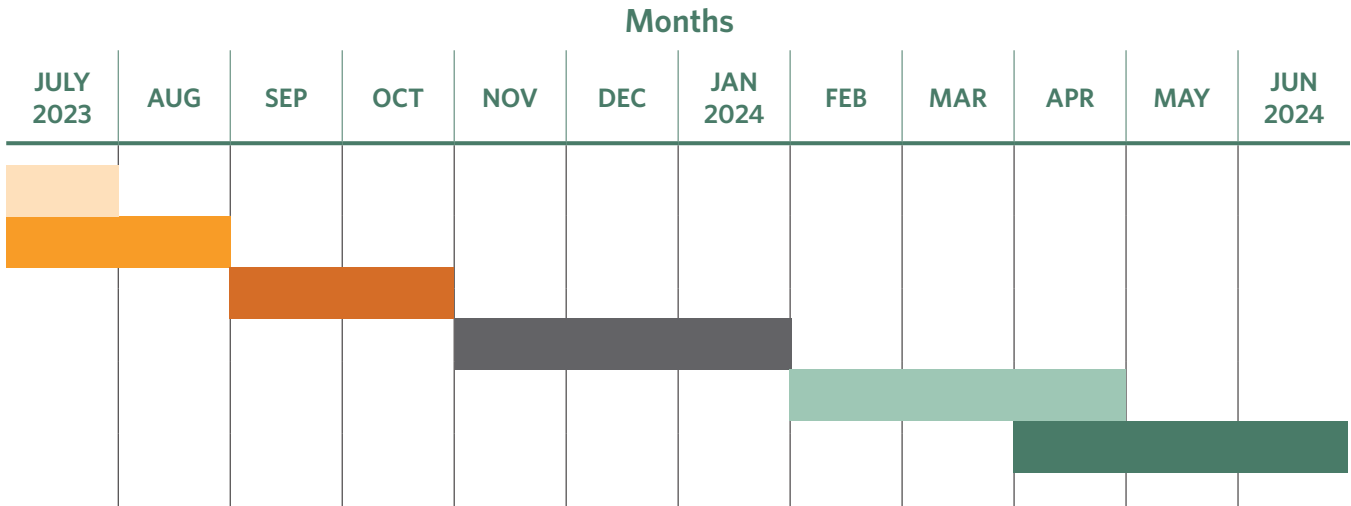 Months
JULY
2023
AUG
SEP
OCT
NOV
DEC
JAN
2024
FEB
MAR
APR
MAY
JUN
2024